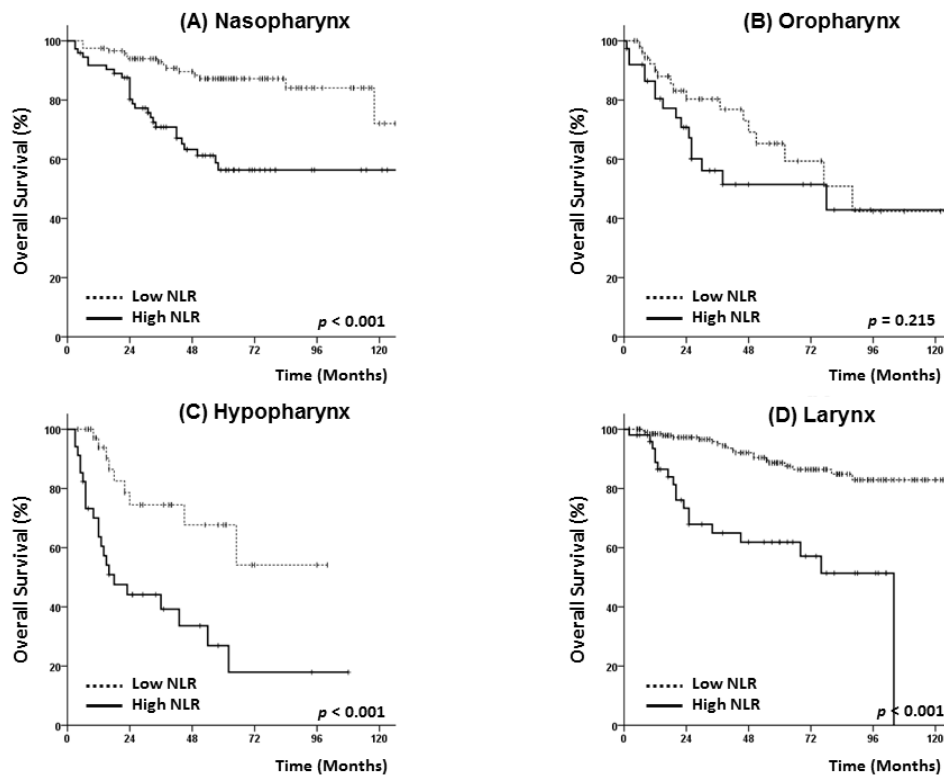 (A) Nasopharynx
Overall Survival (%)
100
80
60
40
20
0
Low NLR
High NLR
p < 0.001
0 24 48 72 96 120
Time (Months)
(B) Oropharynx
Overall Survival (%)
100
80
60
40
20
0
Low NLR
High NLR
p = 0.215
0 24 48 72 96 120
Time (Months)
(C) Hypopharynx
Overall Survival (%)
100
80
60
40
20
0
Low NLR
High NLR
p < 0.001
0 24 48 72 96 120
Time (Months)
(D) Larynx
Overall Survival (%)
100
80
60
40
20
0
Low NLR
High NLR
p < 0.001
0 24 48 72 96 120
Time (Months)